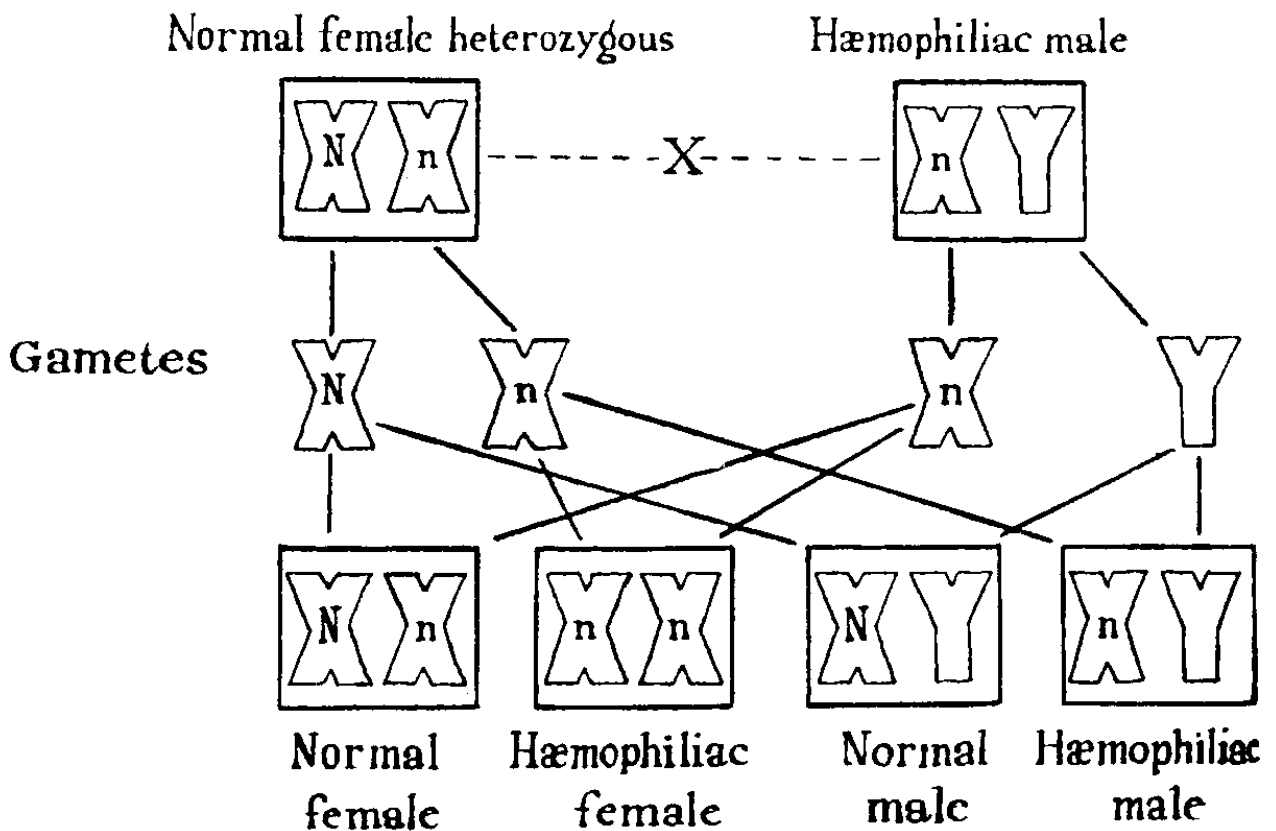 Normal female heterozygous
Hæmophiliac male
N n X n Y
Gametes
N n n
N n n n N n
Normal female
Hæmophiliac female
Normal male
Hæmophiliac male